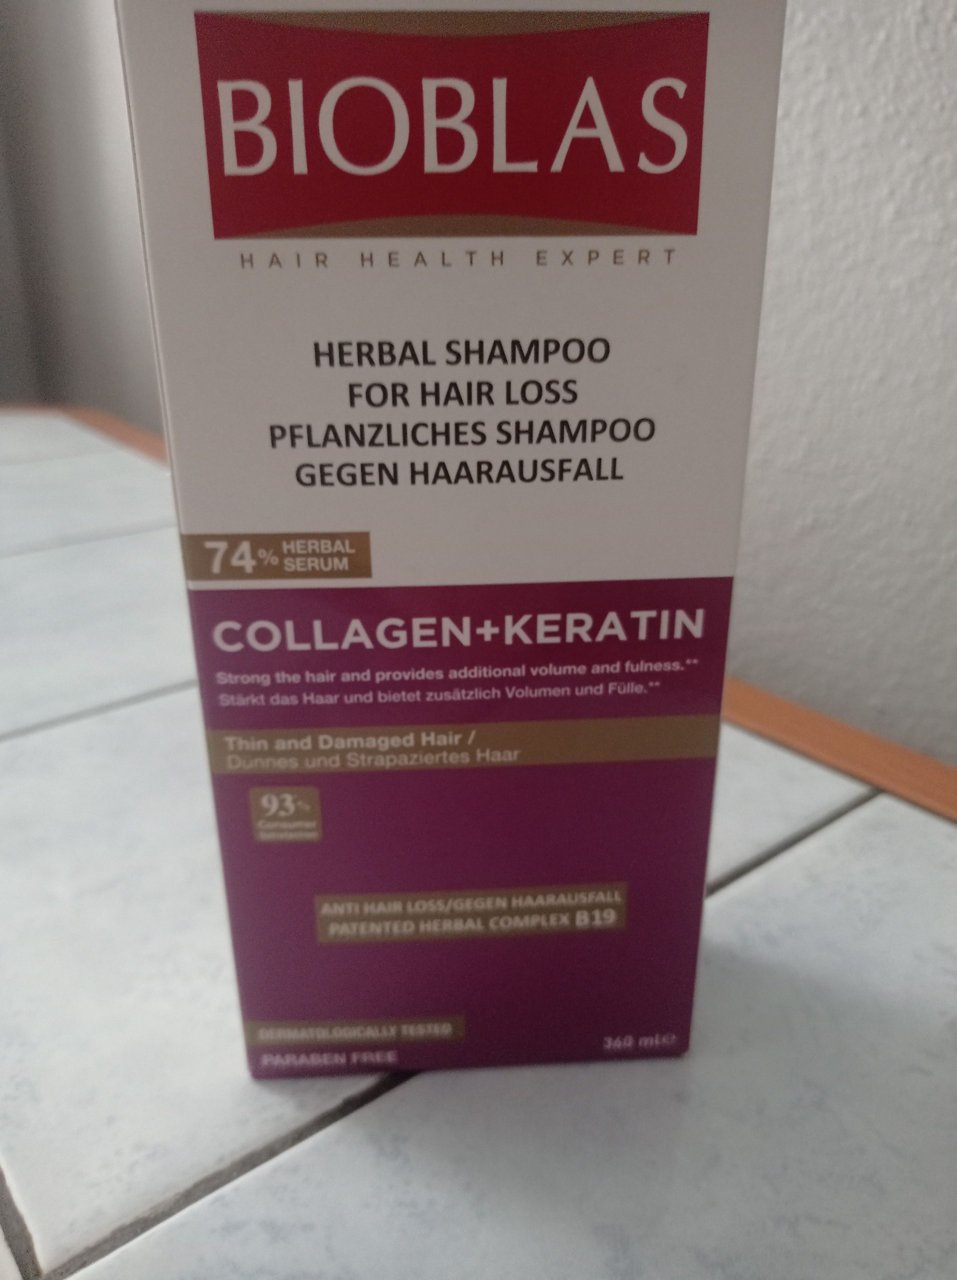 BIOBLAS
HAIR HEALTH EXPERT
HERBAL SHAMPOO
FOR HAIR LOSS
PFLANZLICHES SHAMPOO
GEGEN HAARAUSFALL
74% HERBAL
SERUM
COLLAGEN+KERATIN
Strong the hair and provides additional volume and fulness.**
Stärkt das Haar und bietet zusätzlich Volumen und Fülle.**
Thin and Damaged Hair /
Dünnes und Strapaziertes Haar
93%
Consumer
Satisfaction
ANTI HAIR LOSS/GEGEN HAARAUSFALL
PATENTED HERBAL COMPLEX B19
DERMATOLOGICALLY TESTED
PARABEN FREE
360 ml e